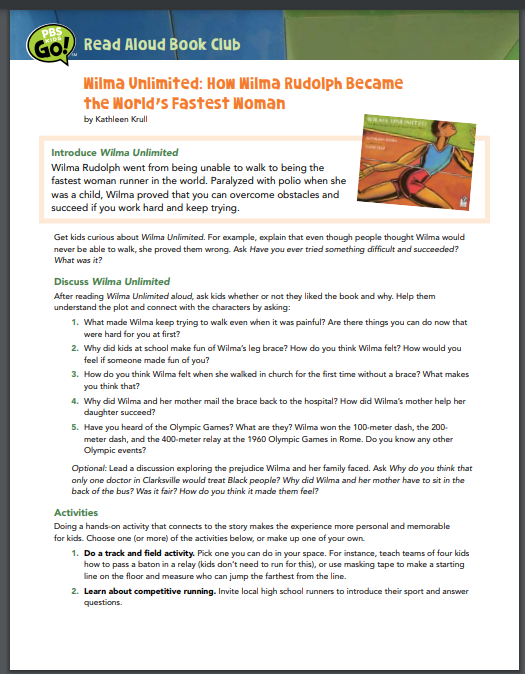 PBS
KIDS
GO!
Read Aloud Book Club
Wilma Unlimited: How Wilma Rudolph Became
the World's Fastest Woman
by Kathleen Krull
WILMA UNLIMITED
Introduce Wilma Unlimited
Wilma Rudolph went from being unable to walk to being the
fastest woman runner in the world. Paralyzed with polio when she
was a child, Wilma proved that you can overcome obstacles and
succeed if you work hard and keep trying.
Get kids curious about Wilma Unlimited. For example, explain that even though people thought Wilma would
never be able to walk, she proved them wrong. Ask Have you ever tried something difficult and succeeded?
What was it?
Discuss Wilma Unlimited
After reading Wilma Unlimited aloud, ask kids whether or not they liked the book and why. Help them
understand the plot and connect with the characters by asking:
1. What made Wilma keep trying to walk even when it was painful? Are there things you can do now that
were hard for you at first?
2. Why did kids at school make fun of Wilma's leg brace? How do you think Wilma felt? How would you
feel if someone made fun of you?
3. How do you think Wilma felt when she walked in church for the first time without a brace? What makes
you think that?
4. Why did Wilma and her mother mail the brace back to the hospital? How did Wilma's mother help her
daughter succeed?
5. Have you heard of the Olympic Games? What are they? Wilma won the 100-meter dash, the 200-
meter dash, and the 400-meter relay at the 1960 Olympic Games in Rome. Do you know any other
Olympic events?
Optional: Lead a discussion exploring the prejudice Wilma and her family faced. Ask Why do you think that
only one doctor in Clarksville would treat Black people? Why did Wilma and her mother have to sit in the
back of the bus? Was it fair? How do you think it made them feel?
Activities
Doing a hands-on activity that connects to the story makes the experience more personal and memorable
for kids. Choose one (or more) of the activities below, or make up one of your own.
1. Do a track and field activity. Pick one you can do in your space. For instance, teach teams of four kids
how to pass a baton in a relay (kids don't need to run for this), or use masking tape to make a starting
line on the floor and measure who can jump the farthest from the line.
2. Learn about competitive running. Invite local high school runners to introduce their sport and answer
questions.